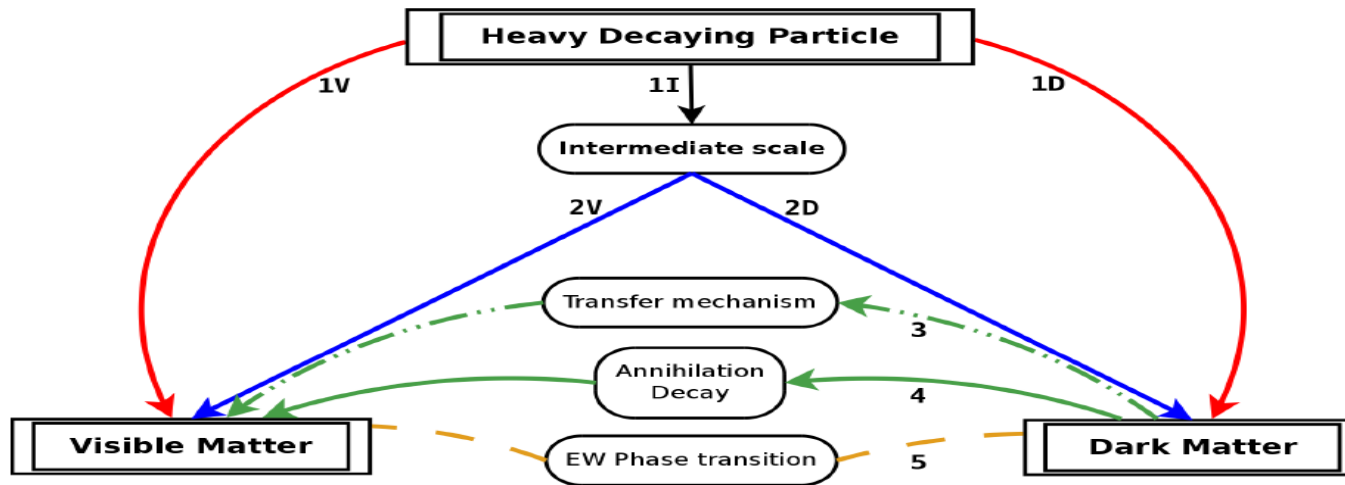 Heavy Decaying Particle
1V
1I
1D
Intermediate scale
2V
2D
Transfer mechanism
3
Annihilation
Decay
4
Visible Matter
EW Phase transition
5
Dark Matter